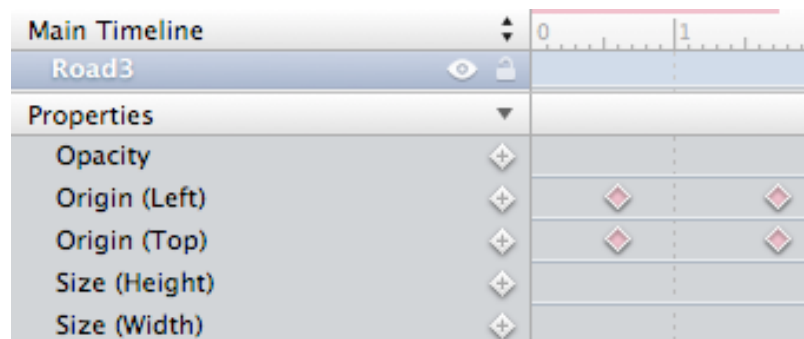 Main Timeline 0 1
Road3
Properties
Opacity
Origin (Left)
Origin (Top)
Size (Height)
Size (Width)